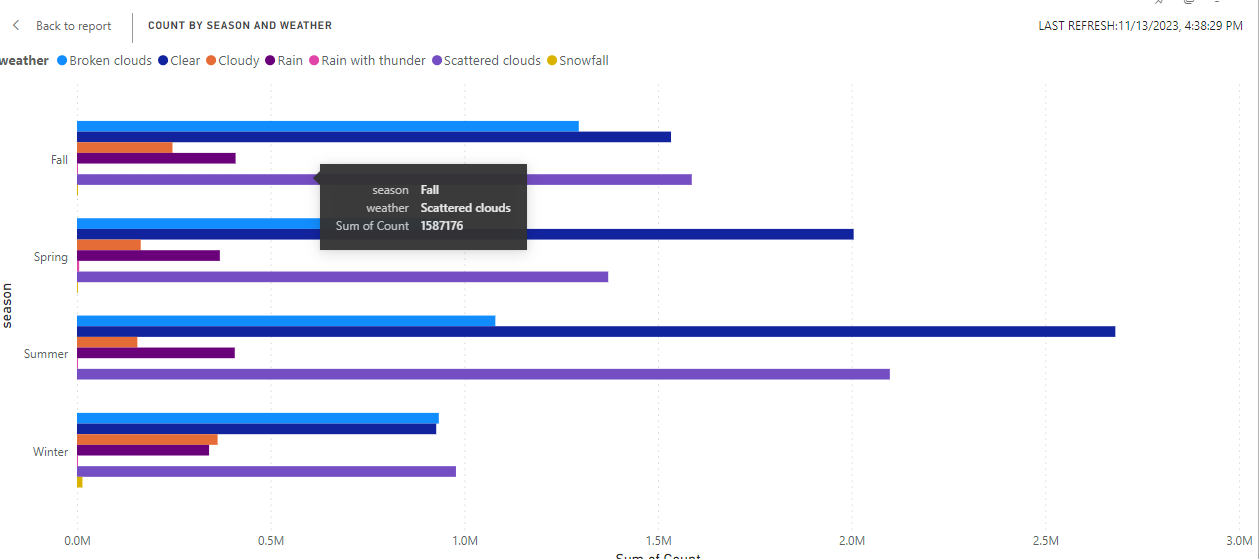 Back to report
COUNT BY SEASON AND WEATHER
LAST REFRESH:11/13/2023, 4:38:29 PM
weather
Broken clouds
Clear
Cloudy
Rain
Rain with thunder
Scattered clouds
Snowfall
season
Fall
Spring
Summer
Winter
season Fall
weather Scattered clouds
Sum of Count 1587176
0.0M
0.5M
1.0M
1.5M
2.0M
2.5M
3.0M
Sum of Count